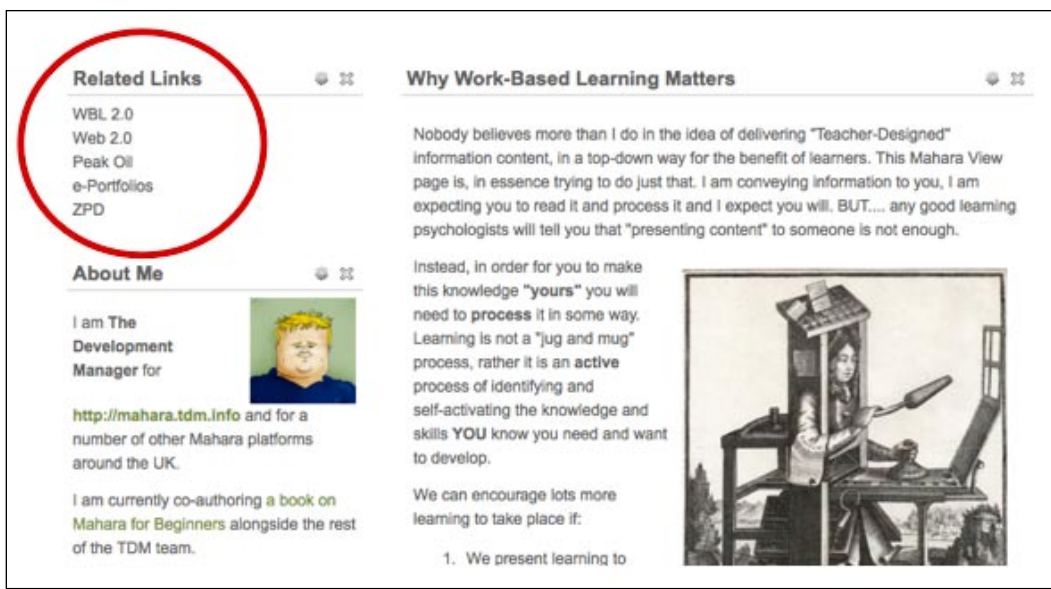 Related Links
WBL 2.0
Web 2.0
Peak Oil
e-Portfolios
ZPD
About Me
I am The
Development
Manager for
http://mahara.tdm.info and for a
number of other Mahara platforms
around the UK.
I am currently co-authoring a book on
Mahara for Beginners alongside the rest
of the TDM team.
Why Work-Based Learning Matters
Nobody believes more than I do in the idea of delivering "Teacher-Designed"
information content, in a top-down way for the benefit of learners. This Mahara View
page is, in essence trying to do just that. I am conveying information to you, I am
expecting you to read it and process it and I expect you will. BUT.... any good learning
psychologists will tell you that "presenting content" to someone is not enough.
Instead, in order for you to make
this knowledge "yours" you will
need to process it in some way.
Learning is not a "jug and mug"
process, rather it is an active
process of identifying and
self-activating the knowledge and
skills YOU know you need and want
to develop.
We can encourage lots more
learning to take place if:
1. We present learning to